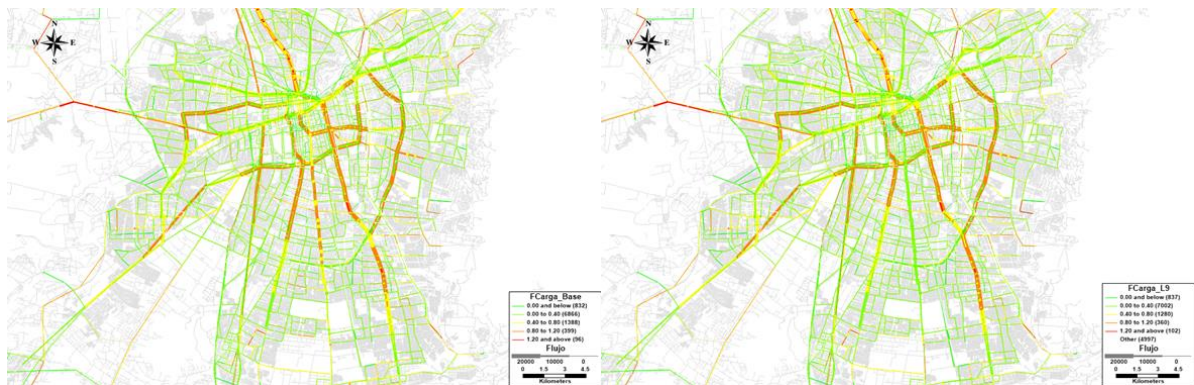 N
W E
S
FCarga_Base
0.00 and below (832)
0.00 to 0.40 (6866)
0.40 to 0.80 (1388)
0.80 to 1.20 (399)
1.20 and above (96)
Flujo
20000 10000 0
0 1.5 3 4.5
Kilometers
N
W E
S
FCarga_L9
0.00 and below (837)
0.00 to 0.40 (7002)
0.40 to 0.80 (1280)
0.80 to 1.20 (360)
1.20 and above (102)
Other (4997)
Flujo
20000 10000 0
0 1.5 3 4.5
Kilometers